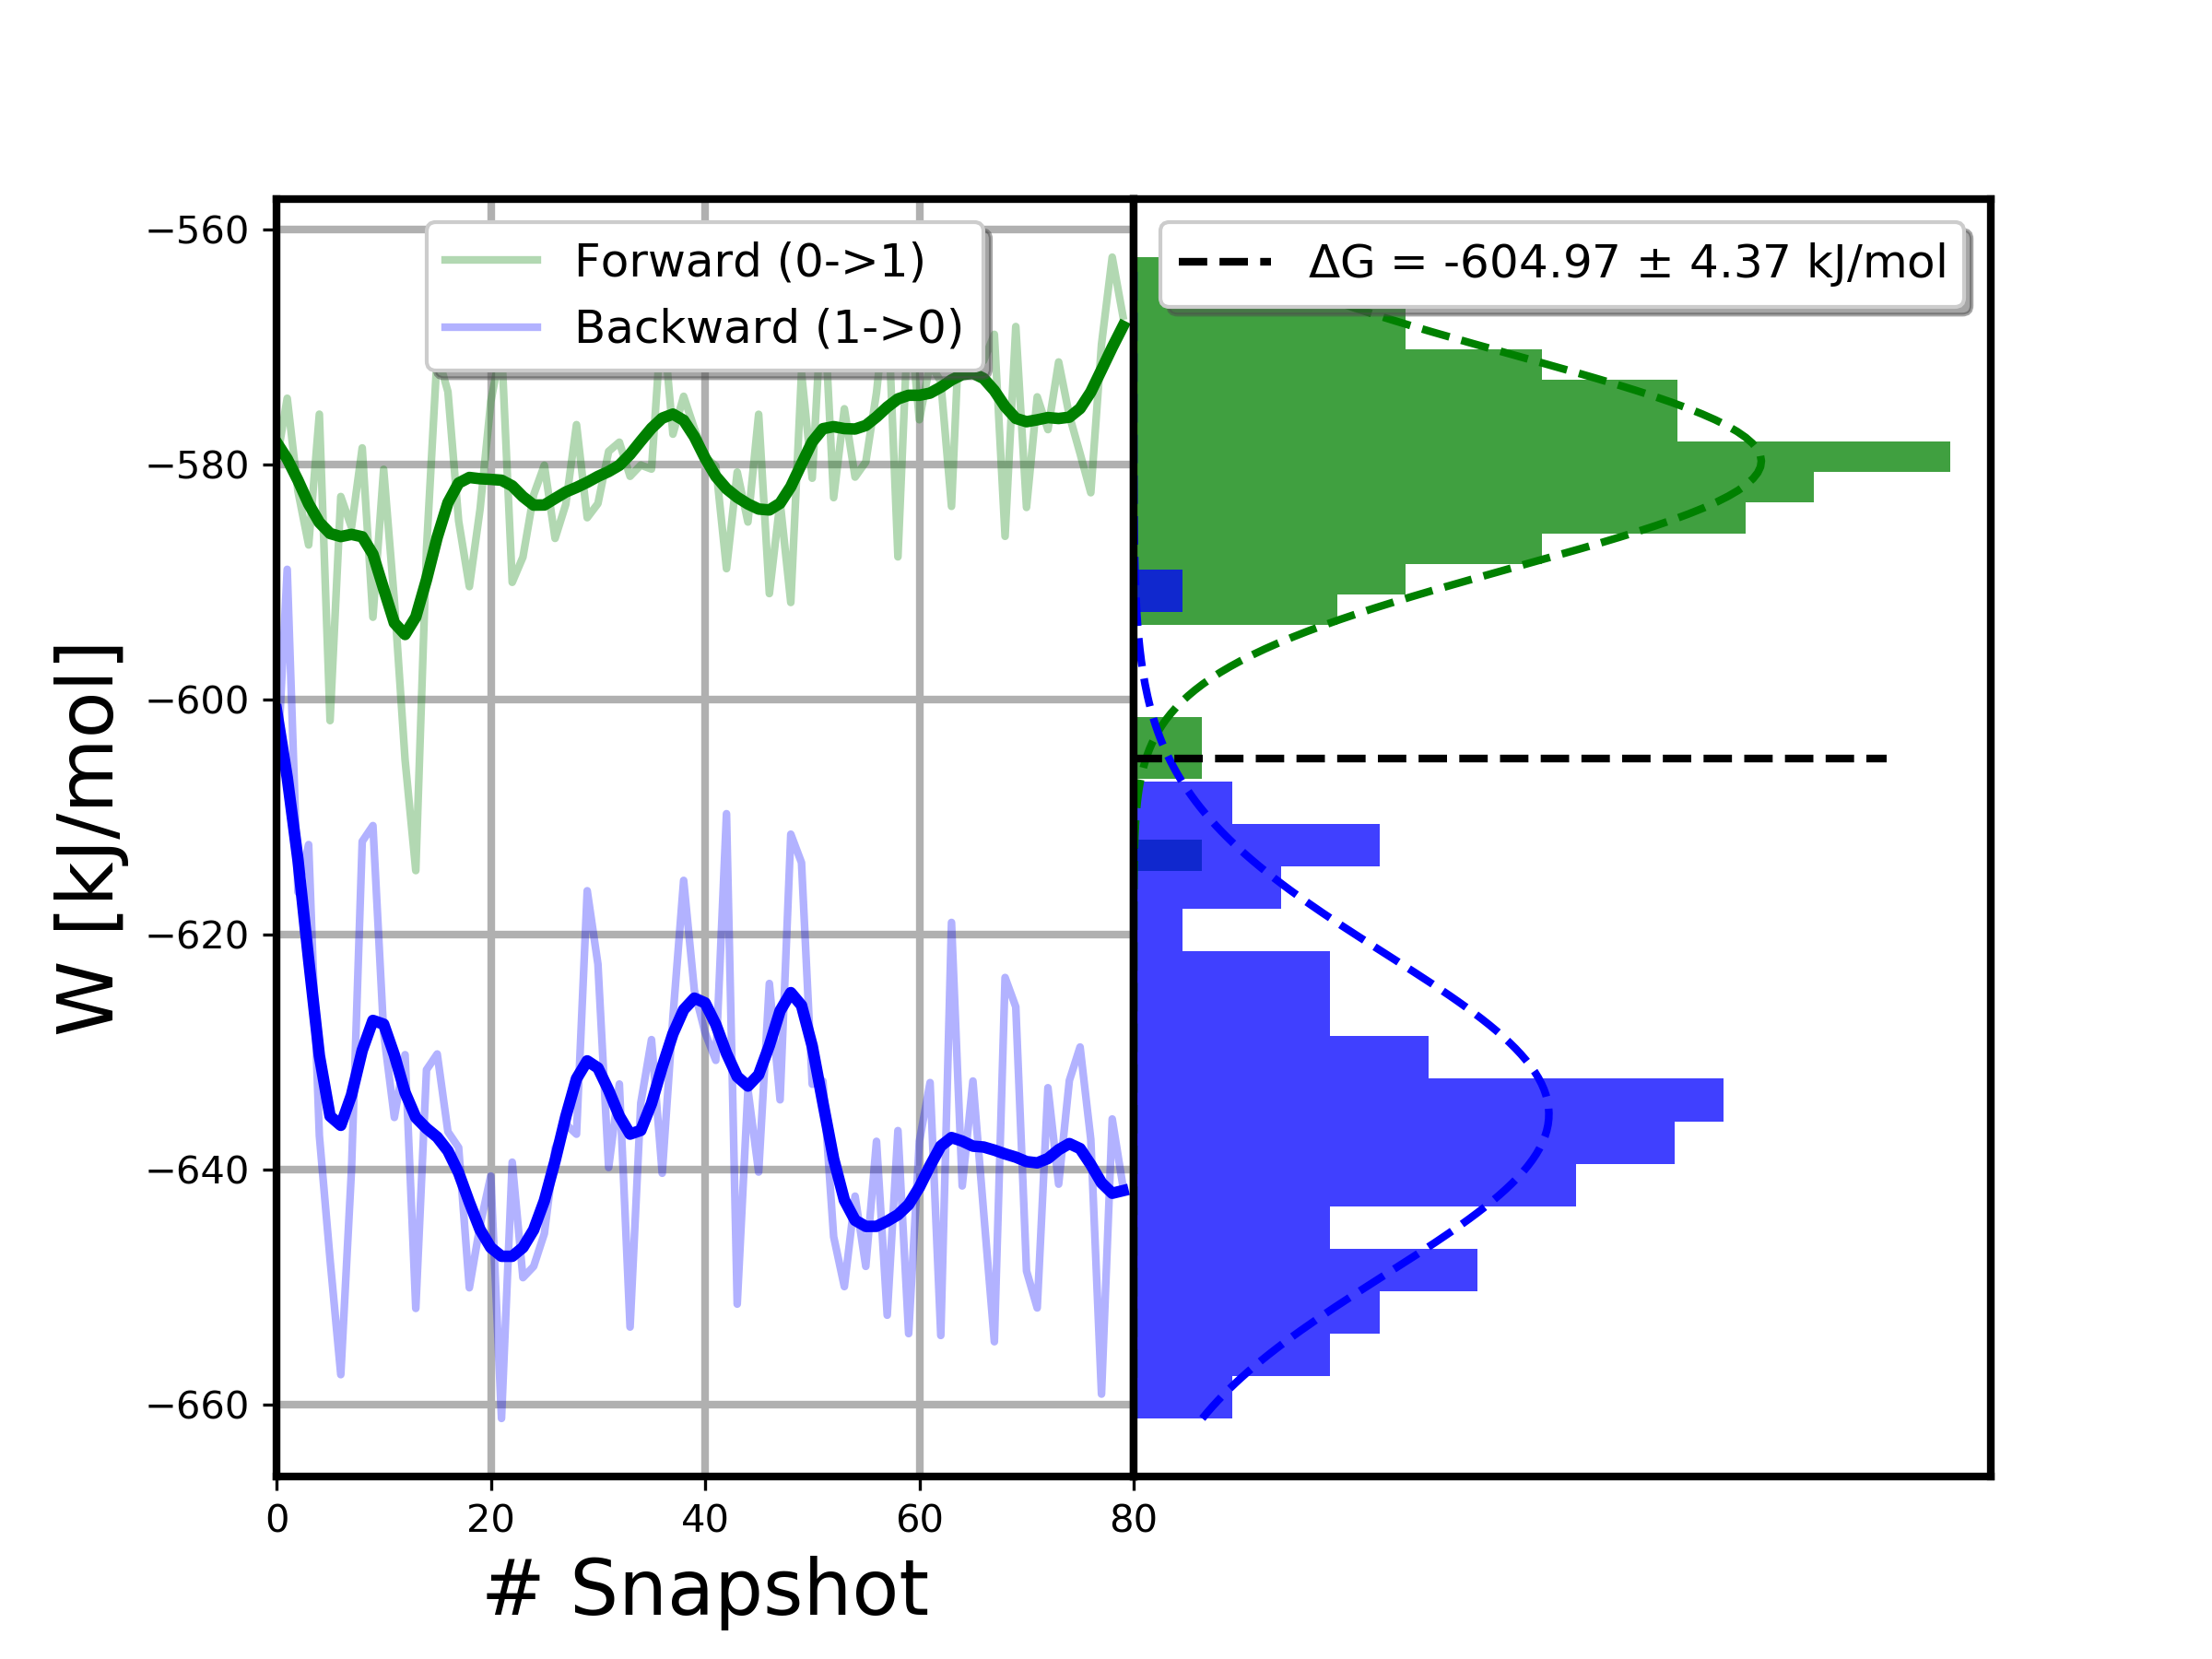 Forward (0->1)
Backward (1->0)
ΔG = -604.97 ± 4.37 kJ/mol
W [kJ/mol]
−560
−580
−600
−620
−640
−660
0 20 40 60 80
# Snapshot